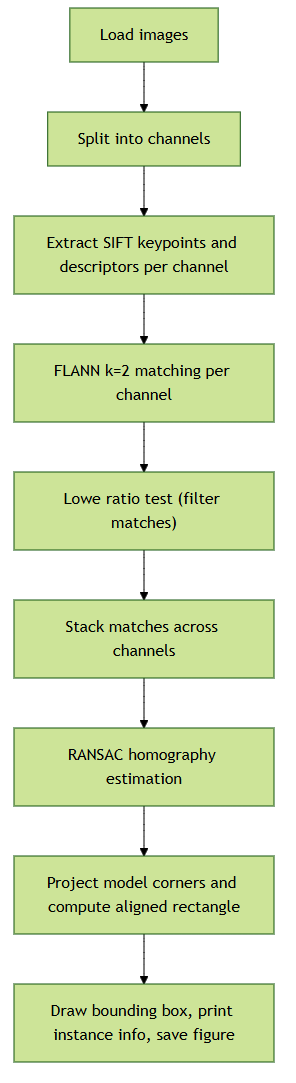 Load images
Split into channels
Extract SIFT keypoints and
descriptors per channel
FLANN k=2 matching per
channel
Lowe ratio test (filter
matches)
Stack matches across
channels
RANSAC homography
estimation
Project model corners and
compute aligned rectangle
Draw bounding box, print
instance info, save figure